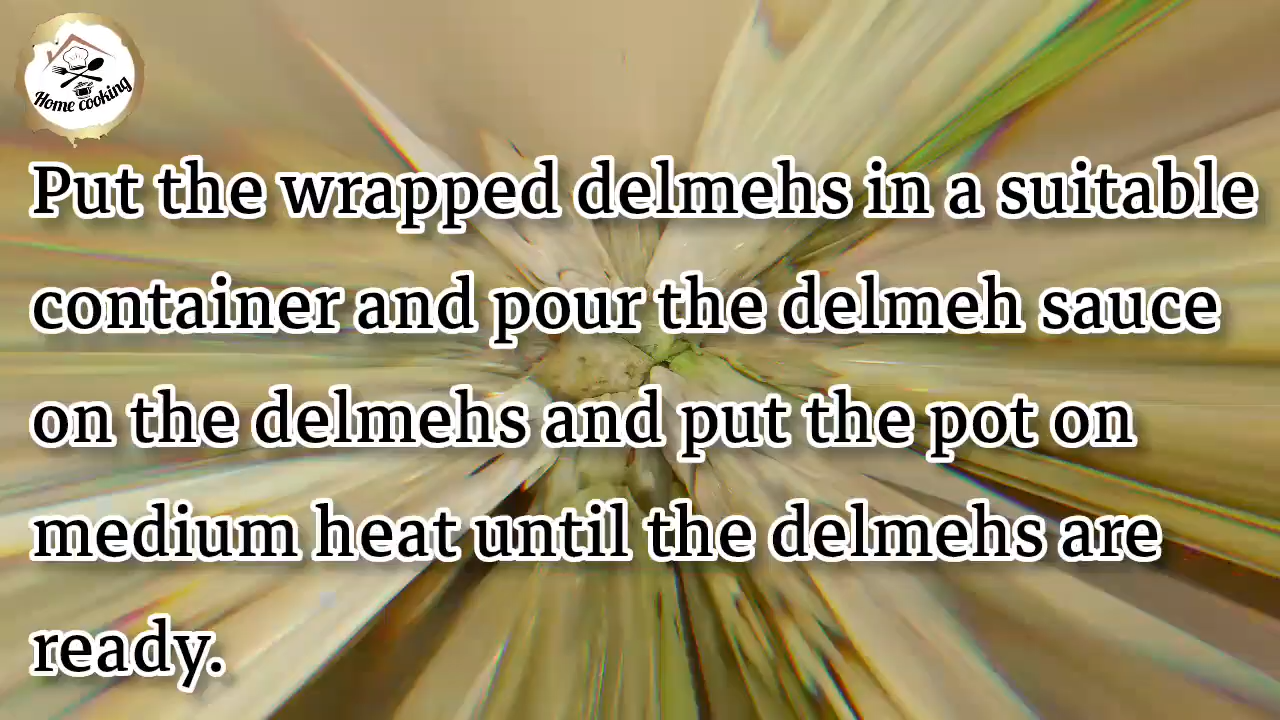 Home cooking
Put the wrapped delmehs in a suitable
container and pour the delmeh sauce
on the delmehs and put the pot on
medium heat until the delmehs are
ready.